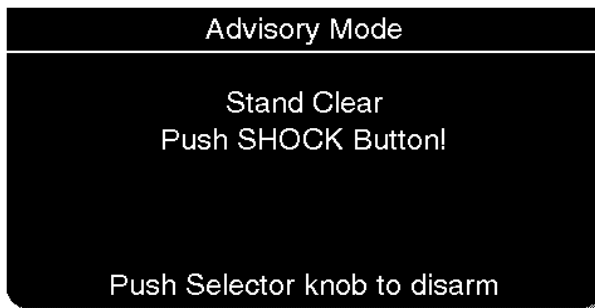 Advisory Mode
Stand Clear
Push SHOCK Button!
Push Selector knob to disarm